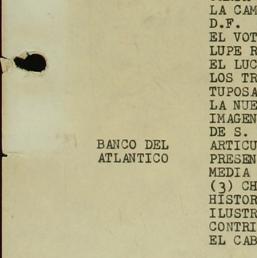 LA CAM
D.F.
EL VOT
LUPE R
EL LUC
LOS TR
TUPOSA
LA NUE
IMAGEN
DE S.
BANCO DEL ARTICU
ATLANTICO PRESEN
MEDIA
(3) CH
HISTOR
ILUSTR
CONTRI
EL CAB